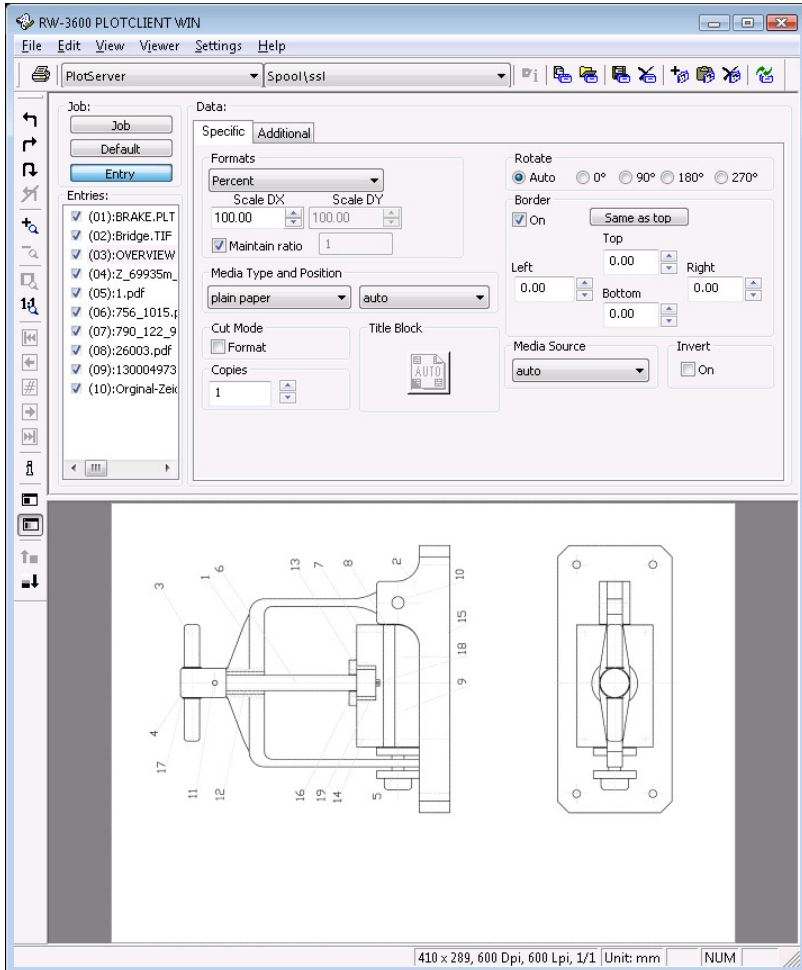 RW-3600 PLOTCLIENT WIN
File Edit View Viewer Settings Help
PlotServer Spool\ssl
Job:
Job
Default
Entry
Entries:
(01):BRAKE.PLT
(02):Bridge.TIF
(03):OVERVIEW
(04):Z_69935m_
(05):1.pdf
(06):756_1015.p
(07):790_122_9
(08):26003.pdf
(09):130004973
(10):Orginal-Zeic
Data:
Specific Additional
Formats
Percent
Scale DX Scale DY
100.00 100.00
Maintain ratio 1
Media Type and Position
plain paper auto
Cut Mode
Format
Copies
1
Title Block
AUTO
Rotate
Auto 0° 90° 180° 270°
Border
On Same as top
Top
0.00
Left Right
0.00 0.00
Bottom
0.00
Media Source
auto
Invert
On
1:1
#
3 1 6 13 7 8 2 10
15
18
9
4
17
11 12 16 19 14 5
410 x 289, 600 Dpi, 600 Lpi, 1/1 Unit: mm NUM